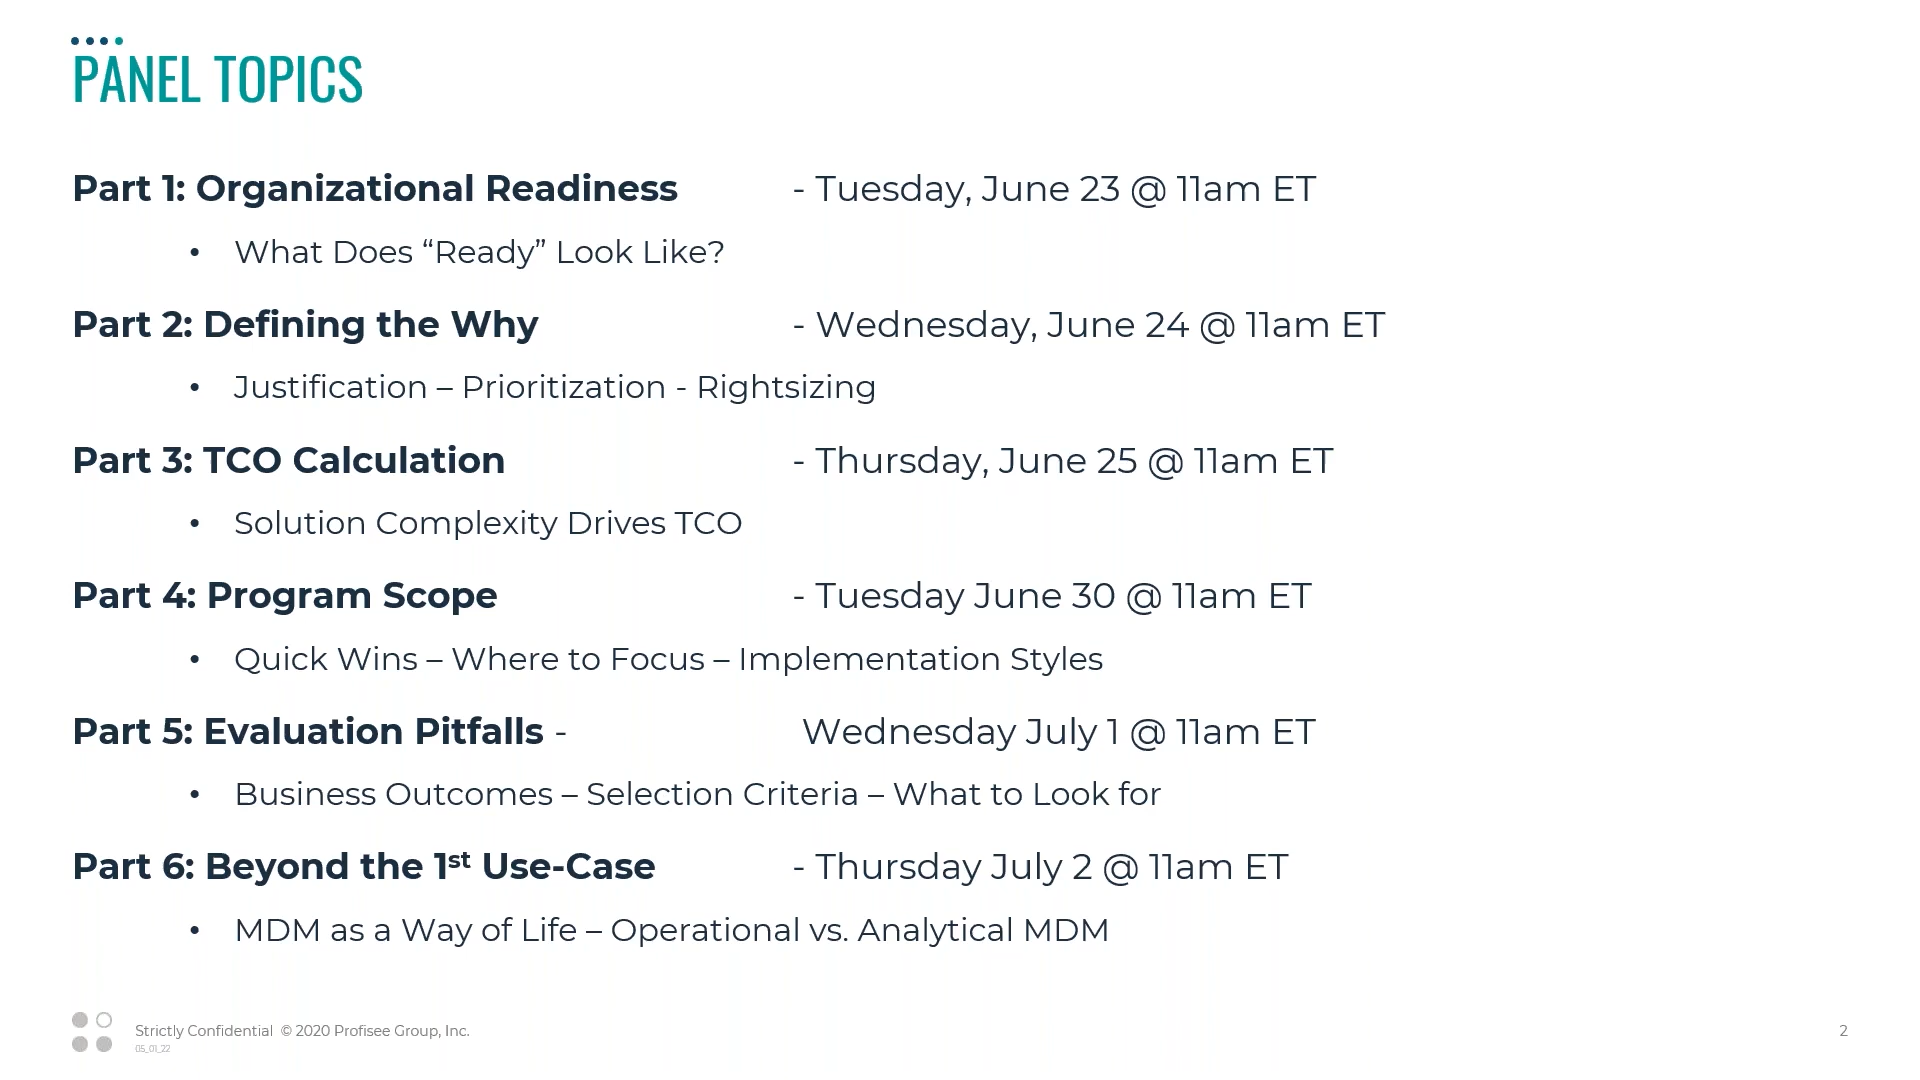 PANEL TOPICS
Part 1: Organizational Readiness - Tuesday, June 23 @ 11am ET
• What Does “Ready” Look Like?
Part 2: Defining the Why - Wednesday, June 24 @ 11am ET
• Justification – Prioritization - Rightsizing
Part 3: TCO Calculation - Thursday, June 25 @ 11am ET
• Solution Complexity Drives TCO
Part 4: Program Scope - Tuesday June 30 @ 11am ET
• Quick Wins – Where to Focus – Implementation Styles
Part 5: Evaluation Pitfalls - Wednesday July 1 @ 11am ET
• Business Outcomes – Selection Criteria – What to Look for
Part 6: Beyond the 1st Use-Case - Thursday July 2 @ 11am ET
• MDM as a Way of Life – Operational vs. Analytical MDM
Strictly Confidential © 2020 Profisee Group, Inc.
05_01_22
2